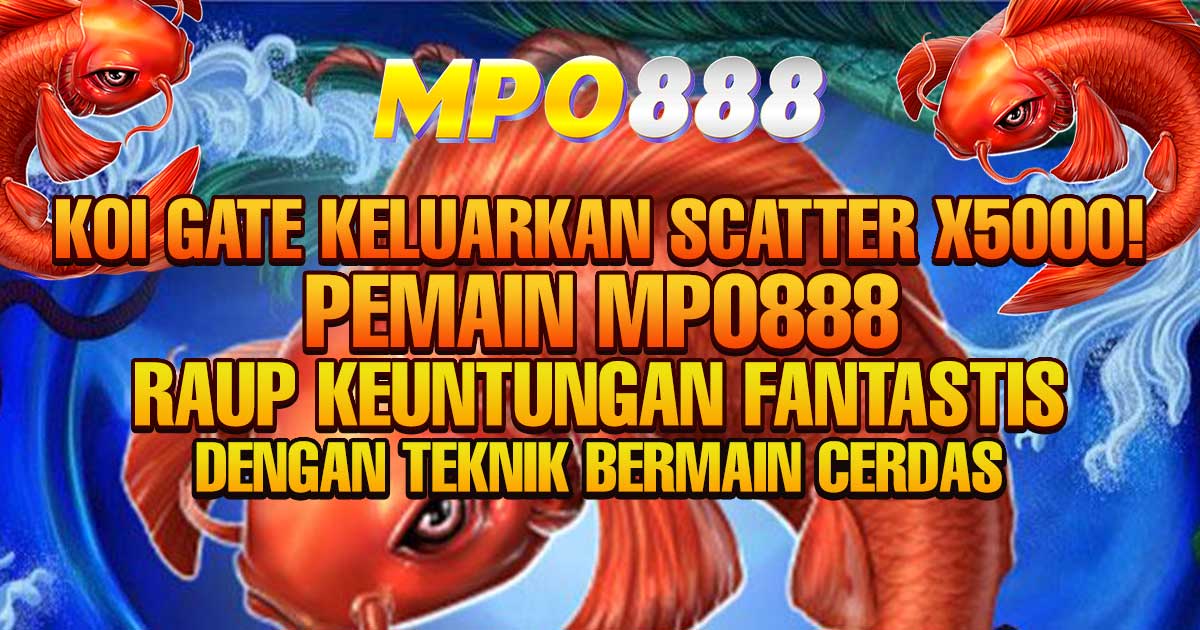 MPO888
KOI GATE KELUARKAN SCATTER X5000!
PEMAIN MPO888
RAUP KEUNTUNGAN FANTASTIS
DENGAN TEKNIK BERMAIN CERDAS